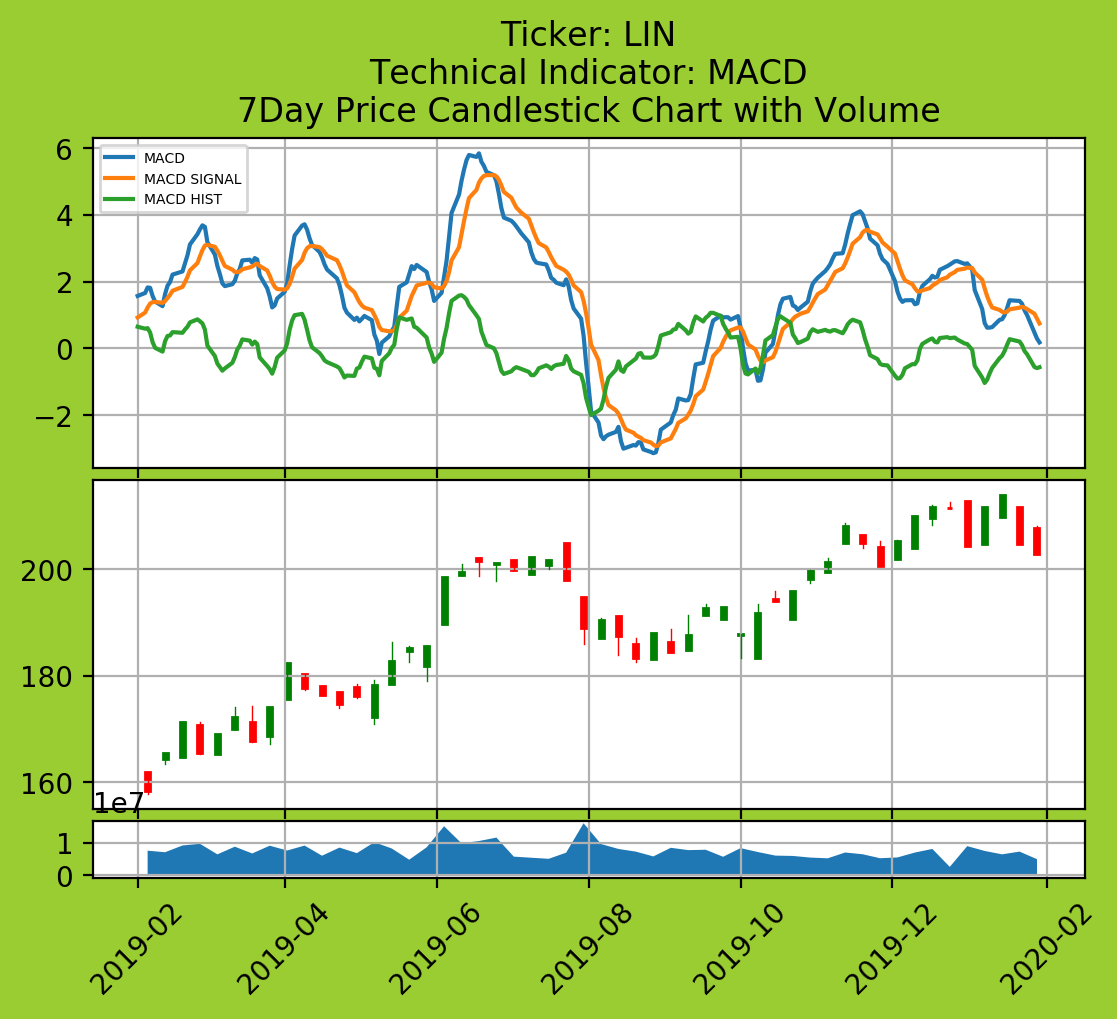 Ticker: LIN
Technical Indicator: MACD
7Day Price Candlestick Chart with Volume
MACD
MACD SIGNAL
MACD HIST
6
4
2
0
−2
200
180
160
1e7
1
0
2019-02
2019-04
2019-06
2019-08
2019-10
2019-12
2020-02